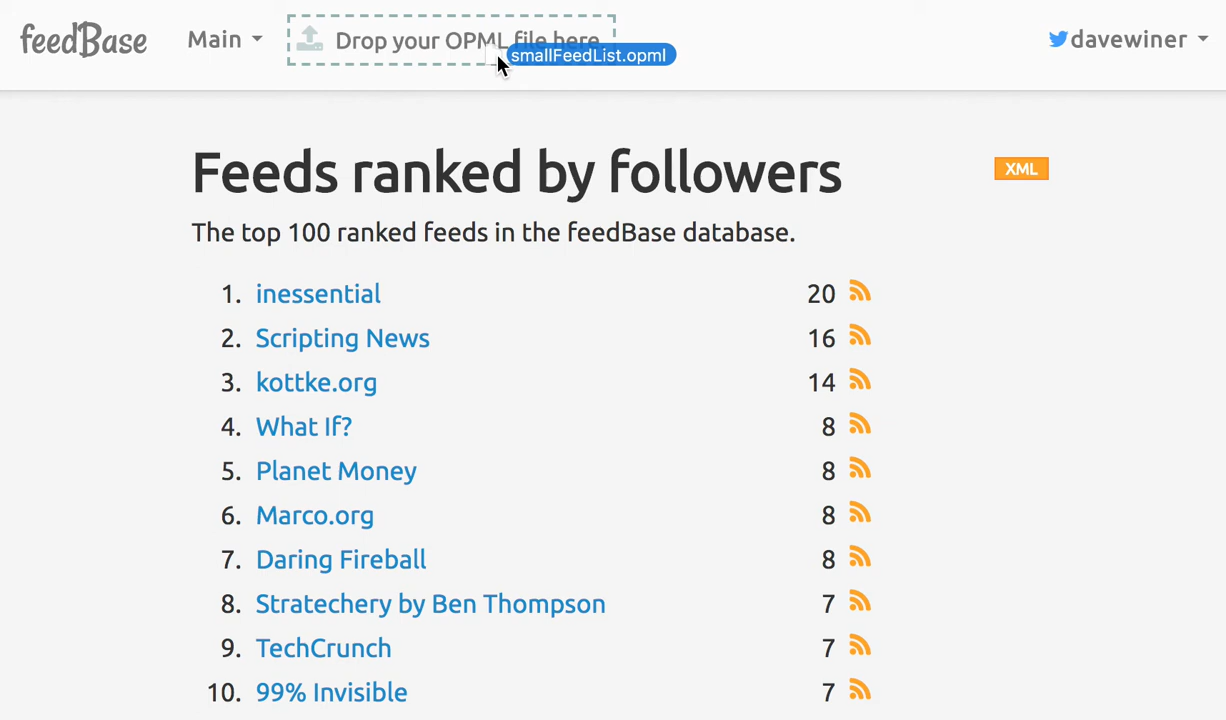 feedBase Main Drop your OPML file here davewiner
smallFeedList.opml
Feeds ranked by followers XML
The top 100 ranked feeds in the feedBase database.
1. inessential 20
2. Scripting News 16
3. kottke.org 14
4. What If? 8
5. Planet Money 8
6. Marco.org 8
7. Daring Fireball 8
8. Stratechery by Ben Thompson 7
9. TechCrunch 7
10. 99% Invisible 7